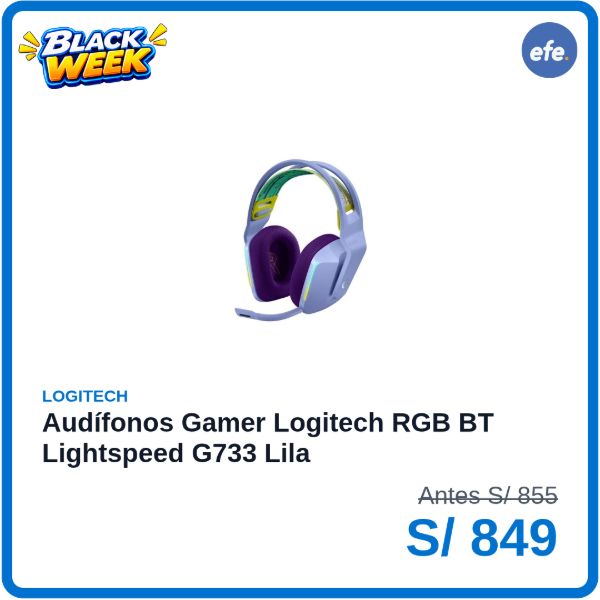 BLACK
WEEK
efe.
LOGITECH
Audífonos Gamer Logitech RGB BT
Lightspeed G733 Lila
Antes S/ 855
S/ 849